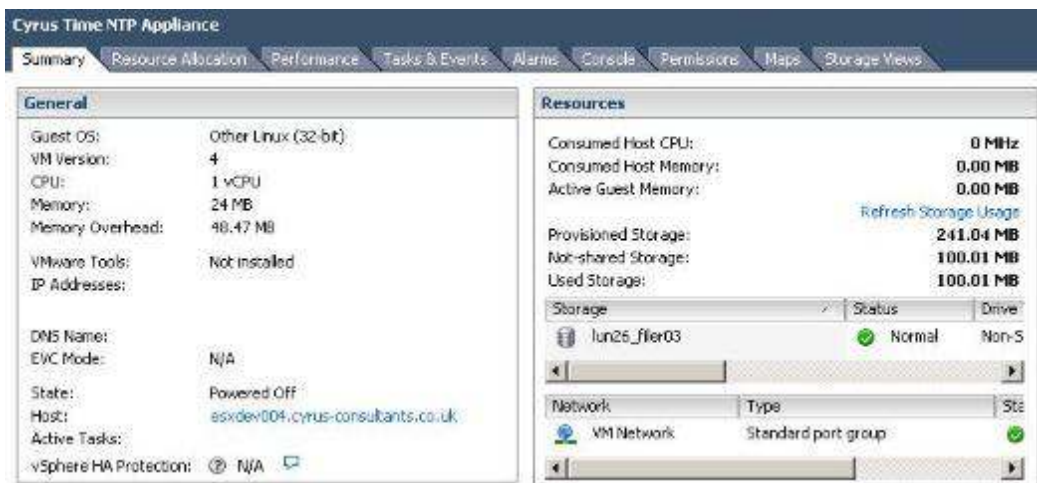 Cyrus Time NTP Appliance
Summary Resource Allocation Performance Tasks & Events Alarms Console Permissions Maps Storage Views
General
Guest OS: Other Linux (32-bit)
VM Version: 4
CPU: 1 vCPU
Memory: 24 MB
Memory Overhead: 48.47 MB
VMware Tools: Not installed
IP Addresses:
DNS Name:
EVC Mode: N/A
State: Powered Off
Host: esxdev004.cyrus-consultants.co.uk
Active Tasks:
vSphere HA Protection: N/A
Resources
Consumed Host CPU: 0 MHz
Consumed Host Memory: 0.00 MB
Active Guest Memory: 0.00 MB
Refresh Storage Usage
Provisioned Storage: 241.04 MB
Not-shared Storage: 100.01 MB
Used Storage: 100.01 MB
Storage Status Drive
lun26_filer03 Normal Non-S
Network Type Sta
VM Network Standard port group